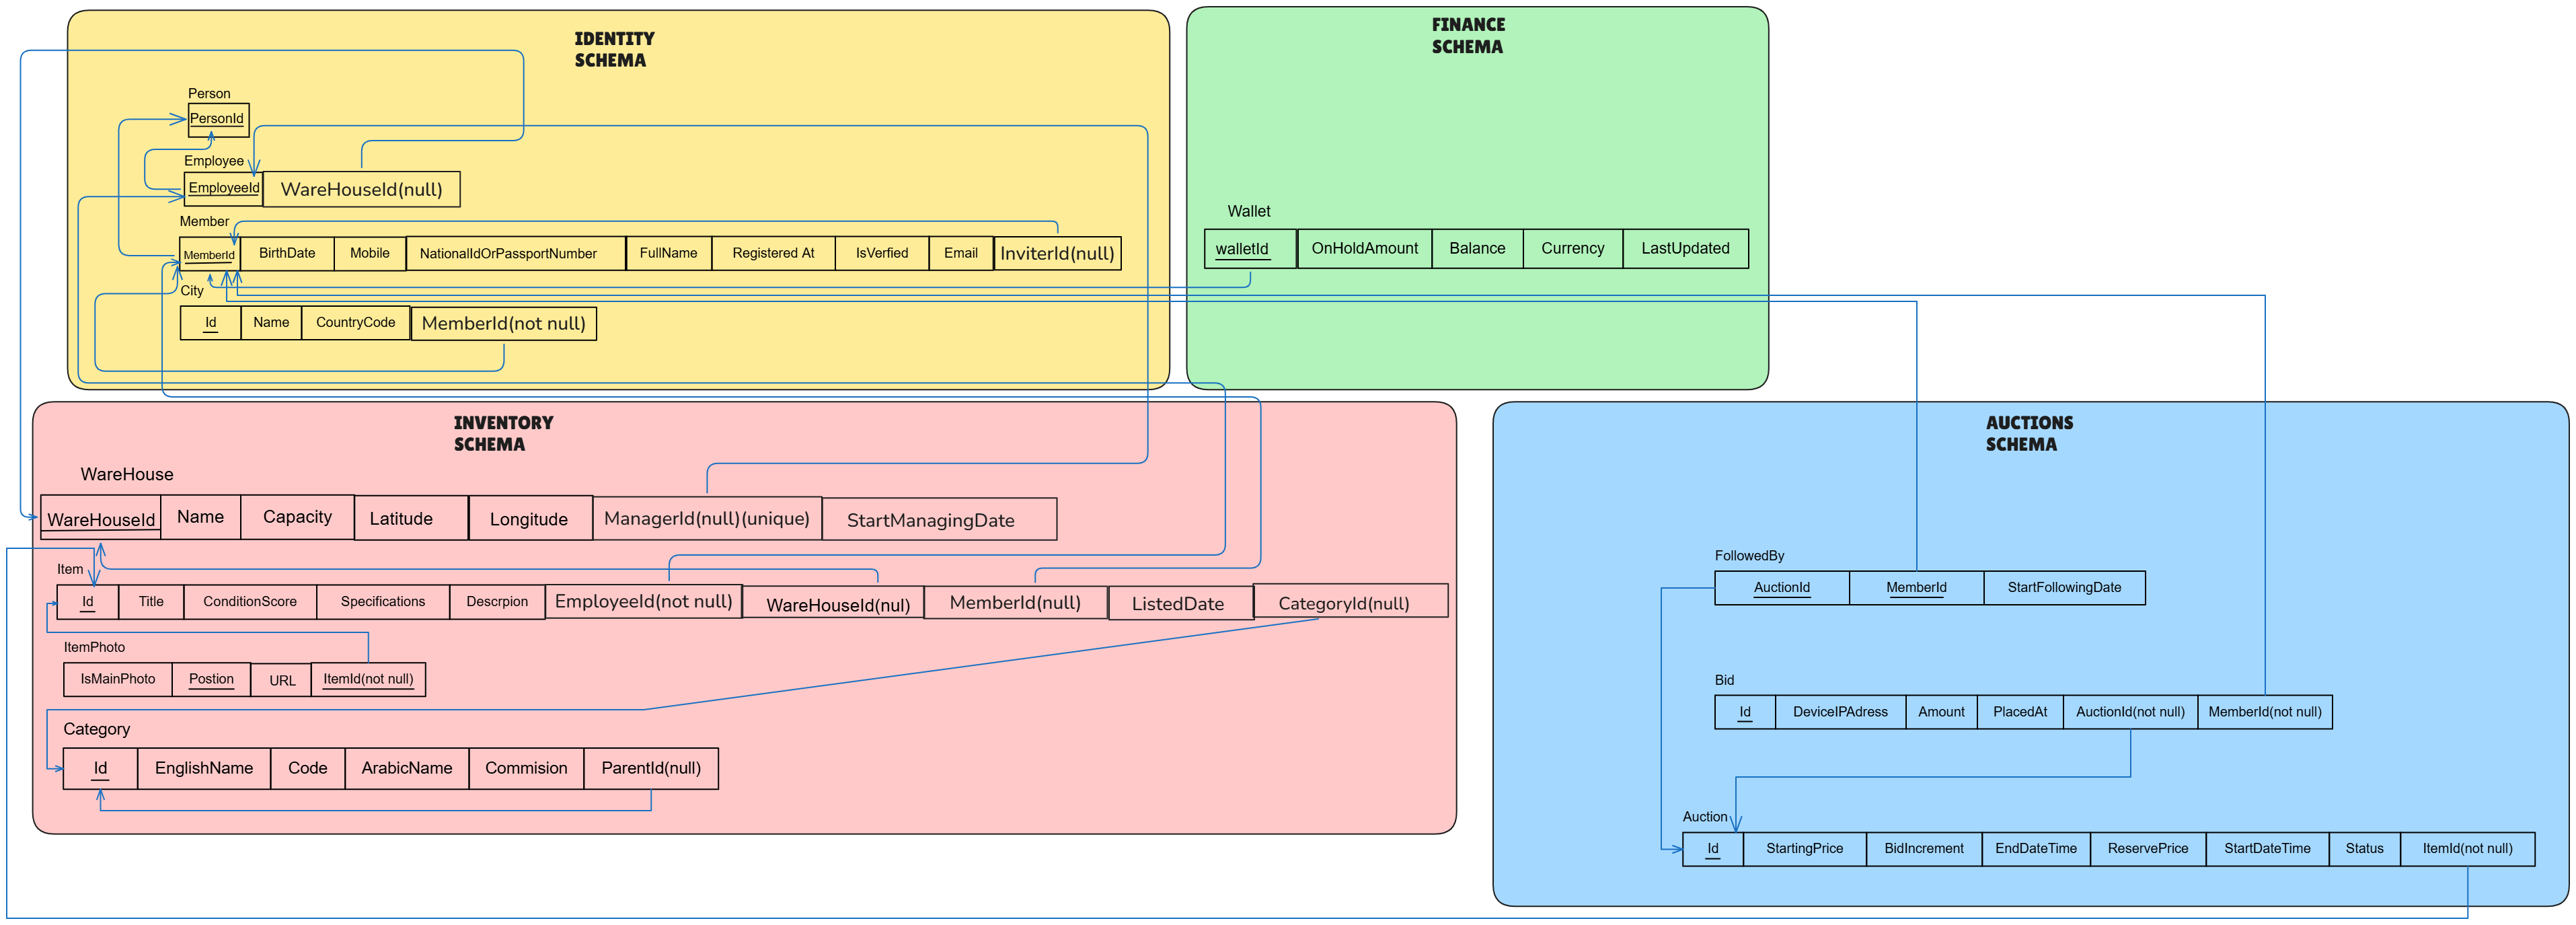 IDENTITY
SCHEMA
Person
PersonId
Employee
EmployeeId WareHouseId(null)
Member
MemberId BirthDate Mobile NationalIdOrPassportNumber FullName Registered At IsVerfied Email InviterId(null)
City
Id Name CountryCode MemberId(not null)
FINANCE
SCHEMA
Wallet
walletId OnHoldAmount Balance Currency LastUpdated
INVENTORY
SCHEMA
WareHouse
WareHouseId Name Capacity Latitude Longitude ManagerId(null)(unique) StartManagingDate
Item
Id Title ConditionScore Specifications Descrpion EmployeeId(not null) WareHouseId(nul) MemberId(null) ListedDate CategoryId(null)
ItemPhoto
IsMainPhoto Postion URL ItemId(not null)
Category
Id EnglishName Code ArabicName Commision ParentId(null)
AUCTIONS
SCHEMA
FollowedBy
AuctionId MemberId StartFollowingDate
Bid
Id DeviceIPAdress Amount PlacedAt AuctionId(not null) MemberId(not null)
Auction
Id StartingPrice BidIncrement EndDateTime ReservePrice StartDateTime Status ItemId(not null)